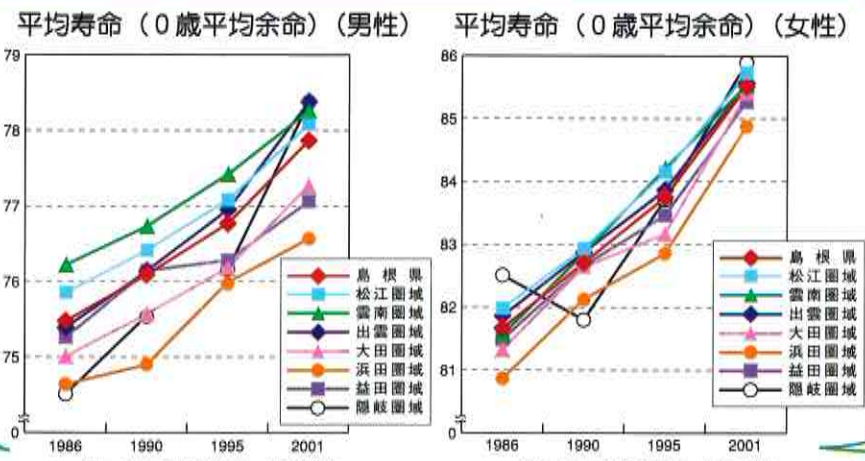 平均寿命（０歳平均余命）（男性）
79
78
77
76
75
0
1986 1990 1995 2001
島根県
松江圏域
雲南圏域
出雲圏域
大田圏域
浜田圏域
益田圏域
隠岐圏域
平均寿命（０歳平均余命）（女性）
86
85
84
83
82
81
0
1986 1990 1995 2001
島根県
松江圏域
雲南圏域
出雲圏域
大田圏域
浜田圏域
益田圏域
隠岐圏域